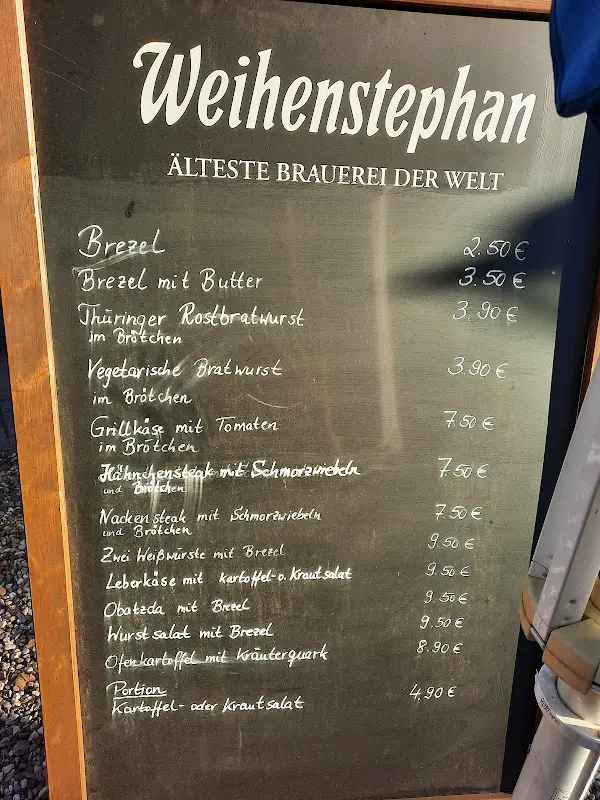 Weihenstephan
ÄLTESTE BRAUEREI DER WELT
Brezel 2.50 €
Brezel mit Butter 3.50 €
Thüringer Rostbratwurst 3.90 €
im Brötchen
Vegetarische Bratwurst 3.90 €
im Brötchen
Grillkäse mit Tomaten 7.50 €
im Brötchen
Hähnchensteak mit Schmorzwiebeln 7.50 €
und Brötchen
Nackensteak mit Schmorzwiebeln 7.50 €
und Brötchen
Zwei Weißwürste mit Brezel 9.50 €
Leberkäse mit Kartoffel- o. Krautsalat 9.50 €
Obatzda mit Brezel 9.50 €
Wurstsalat mit Brezel 9.50 €
Ofenkartoffel mit Kräuterquark 8.90 €
Portion
Kartoffel- oder Krautsalat 4.90 €